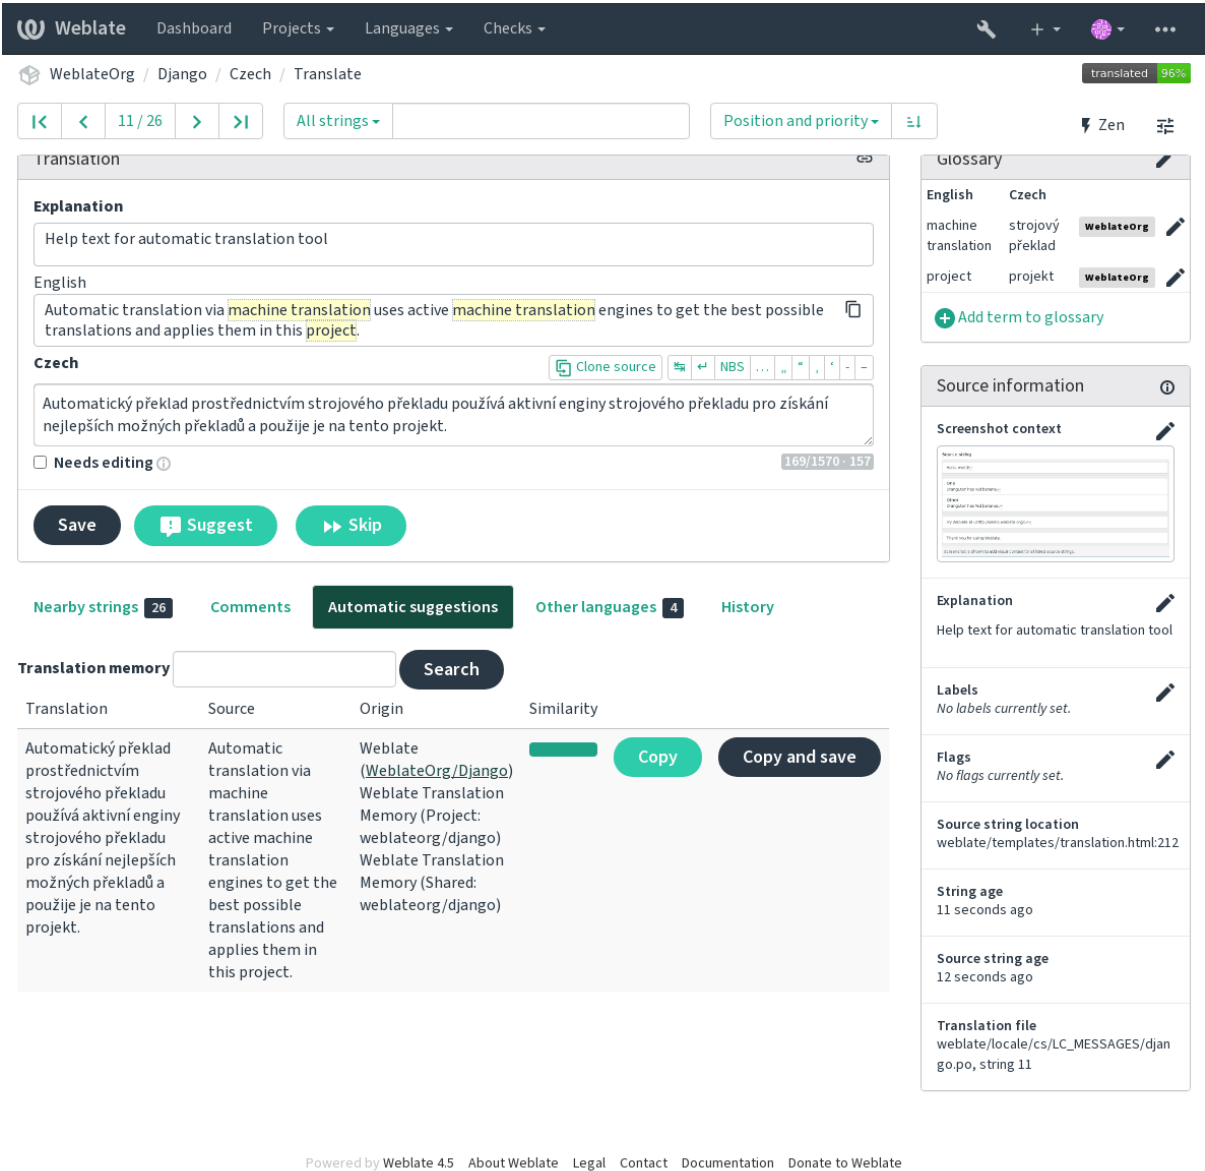 Weblate Dashboard Projects Languages Checks
WeblateOrg / Django / Czech / Translate
translated 96%
11 / 26 All strings Position and priority
Zen
Translation
Explanation
Help text for automatic translation tool
English
Automatic translation via machine translation uses active machine translation engines to get the best possible
translations and applies them in this project.
Czech Clone source ↹ ↵ NBS … „ “ ‚ ‘ - –
Automatický překlad prostřednictvím strojového překladu používá aktivní enginy strojového překladu pro získání
nejlepších možných překladů a použije je na tento projekt.
Needs editing 169/1570 · 157
Save Suggest Skip
Nearby strings 26 Comments Automatic suggestions Other languages 4 History
Translation memory Search
Translation Source Origin Similarity
Automatický překlad
prostřednictvím
strojového překladu
používá aktivní enginy
strojového překladu
pro získání nejlepších
možných překladů a
použije je na tento
projekt.
Automatic
translation via
machine
translation uses
active machine
translation
engines to get the
best possible
translations and
applies them in
this project.
Weblate
(WeblateOrg/Django)
Weblate Translation
Memory (Project:
weblateorg/django)
Weblate Translation
Memory (Shared:
weblateorg/django)
Copy Copy and save
Glossary
English Czech
machine
translation
strojový
překlad
WeblateOrg
project projekt WeblateOrg
Add term to glossary
Source information
Screenshot context
Explanation
Help text for automatic translation tool
Labels
No labels currently set.
Flags
No flags currently set.
Source string location
weblate/templates/translation.html:212
String age
11 seconds ago
Source string age
12 seconds ago
Translation file
weblate/locale/cs/LC_MESSAGES/djan
go.po, string 11
Powered by Weblate 4.5 About Weblate Legal Contact Documentation Donate to Weblate